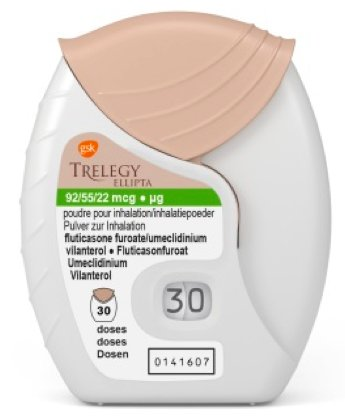 gsk
TRELEGY
ELLIPTA
92/55/22 mcg • µg
poudre pour inhalation/inhalatiepoeder
Pulver zur Inhalation
fluticasone furoate/umeclidinium
vilanterol • Fluticasonfuroat
Umeclidinium
Vilanterol
30
30
doses
doses
Dosen
0141607